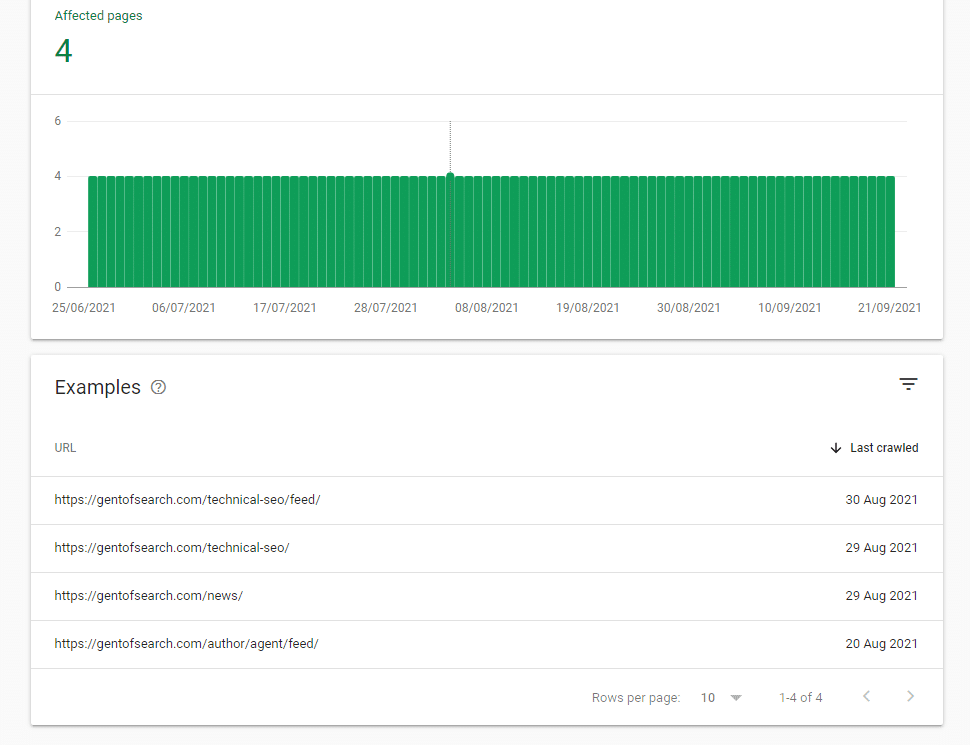 Affected pages
4
6
4
2
0
25/06/2021 06/07/2021 17/07/2021 28/07/2021 08/08/2021 19/08/2021 30/08/2021 10/09/2021 21/09/2021
Examples ?
URL Last crawled
https://gentofsearch.com/technical-seo/feed/ 30 Aug 2021
https://gentofsearch.com/technical-seo/ 29 Aug 2021
https://gentofsearch.com/news/ 29 Aug 2021
https://gentofsearch.com/author/agent/feed/ 20 Aug 2021
Rows per page: 10 1-4 of 4